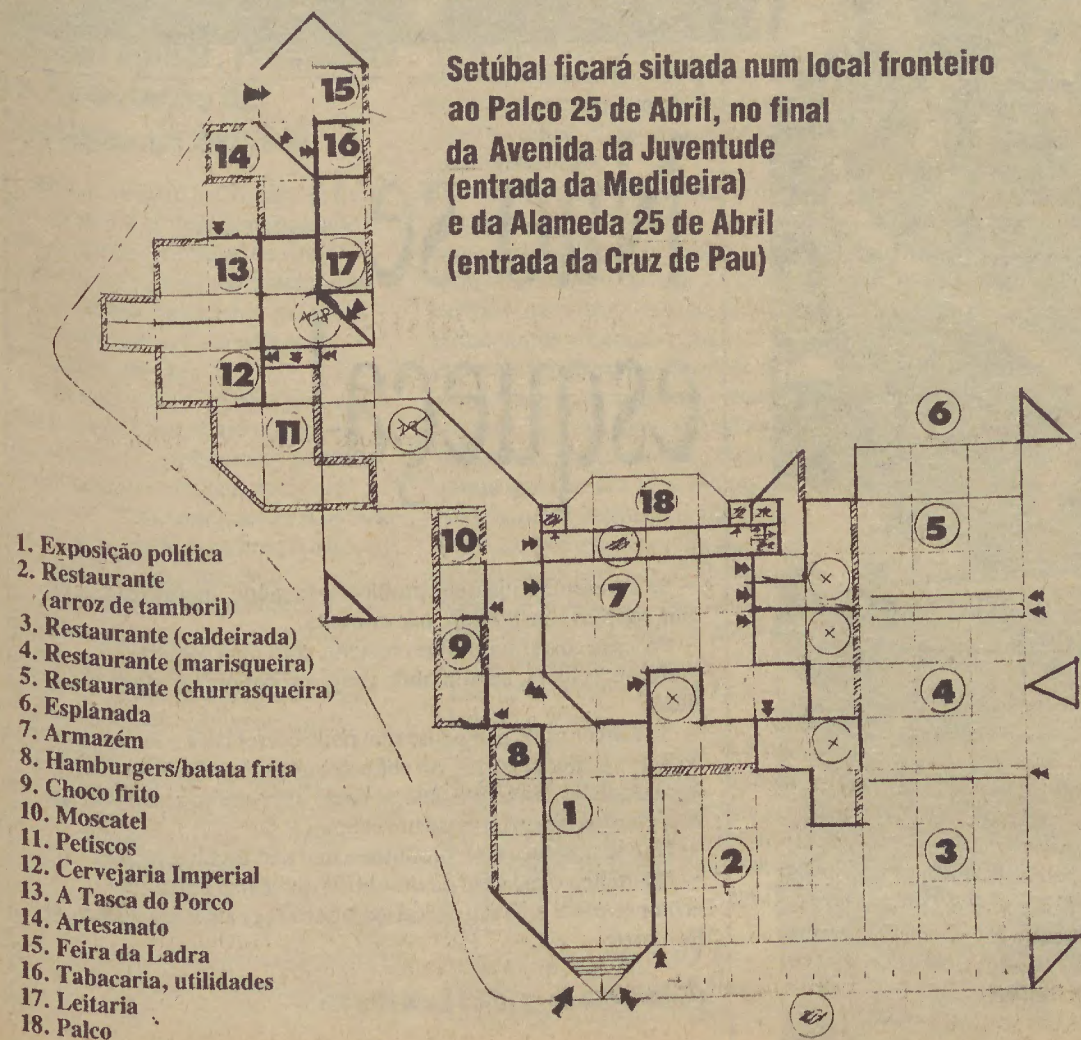 Setúbal ficará situada num local fronteiro
ao Palco 25 de Abril, no final
da Avenida da Juventude
(entrada da Medideira)
e da Alameda 25 de Abril
(entrada da Cruz de Pau)
15
14
16
13
17
12
11
6
18
5
10
7
9
4
8
1
2
3
1. Exposição política
2. Restaurante
(arroz de tamboril)
3. Restaurante (caldeirada)
4. Restaurante (marisqueira)
5. Restaurante (churrasqueira)
6. Esplanada
7. Armazém
8. Hamburgers/batata frita
9. Choco frito
10. Moscatel
11. Petiscos
12. Cervejaria Imperial
13. A Tasca do Porco
14. Artesanato
15. Feira da Ladra
16. Tabacaria, utilidades
17. Leitaria
18. Palco